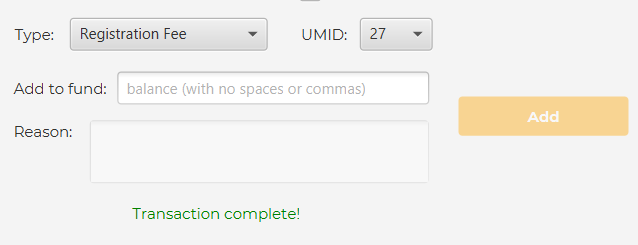 Type: Registration Fee UMID: 27
Add to fund: balance (with no spaces or commas)
Add
Reason:
Transaction complete!